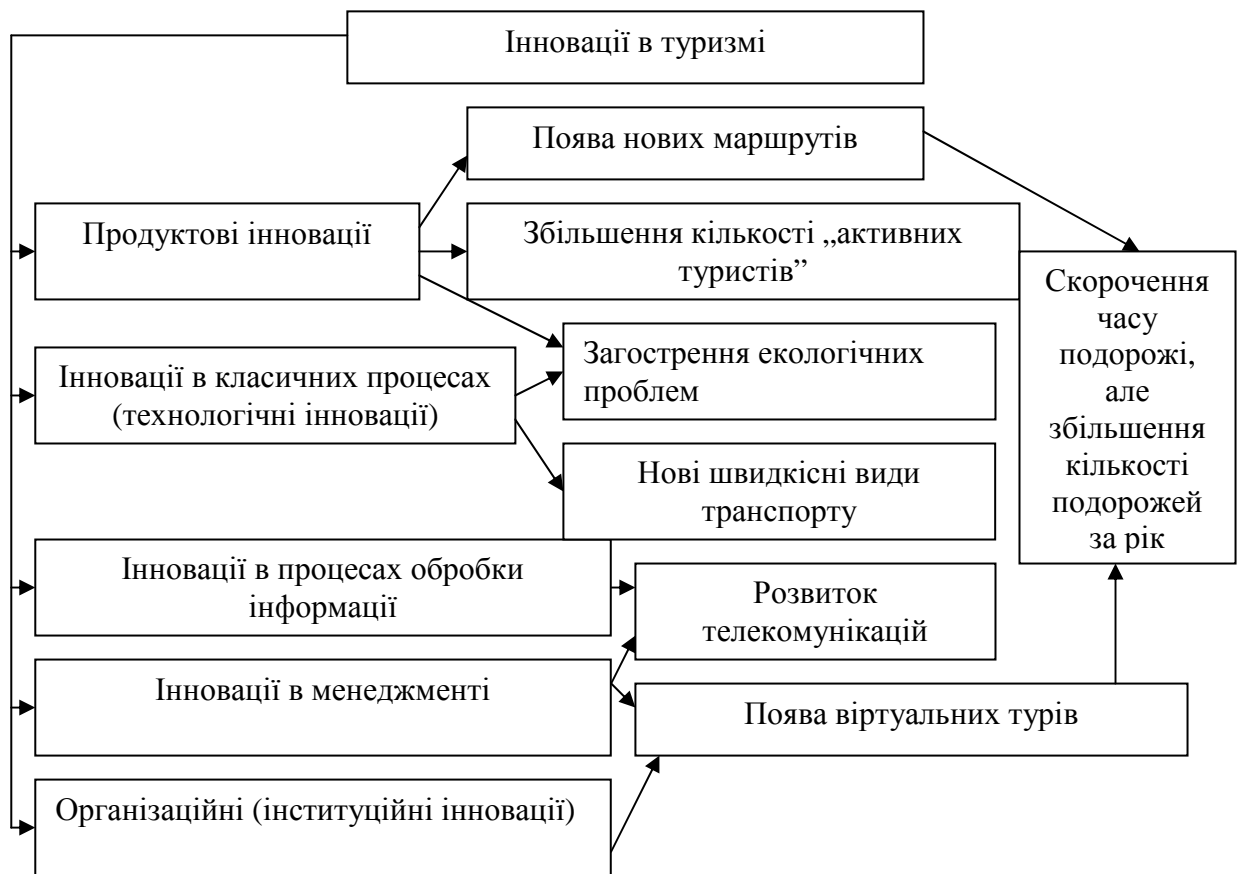 Інновації в туризмі
Поява нових маршрутів
Продуктові інновації
Збільшення кількості „активних
туристів”
Скорочення
часу
подорожі,
але
збільшення
кількості
подорожей
за рік
Загострення екологічних
проблем
Інновації в класичних процесах
(технологічні інновації)
Нові швидкісні види
транспорту
Інновації в процесах обробки
інформації
Розвиток
телекомунікацій
Інновації в менеджменті
Поява віртуальних турів
Організаційні (інституційні інновації)